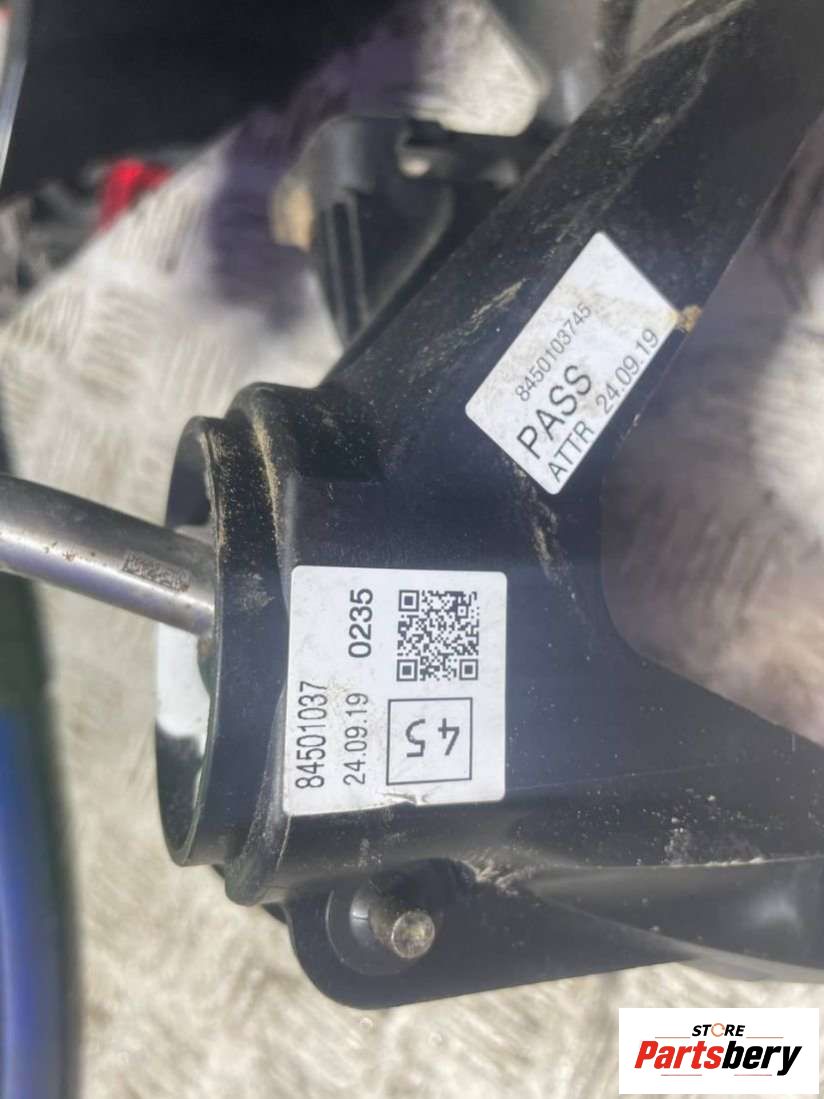 8450103745
PASS
ATTR 24.09.19
84501037
24.09.19 0235
45
STORE
Partsbery